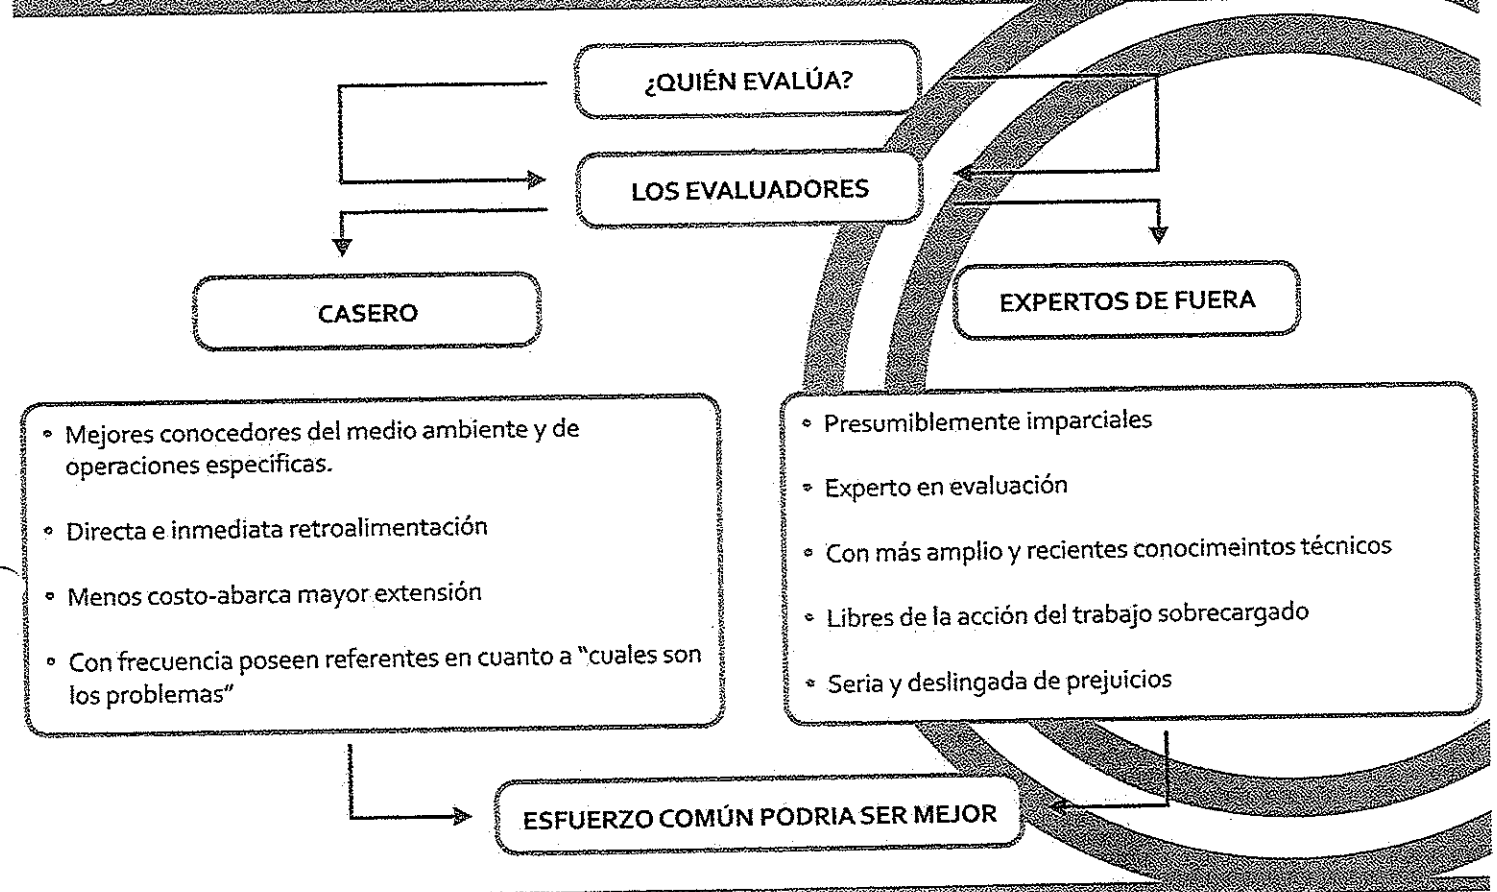 ¿QUIÉN EVALÚA?
LOS EVALUADORES
CASERO
EXPERTOS DE FUERA
• Mejores conocedores del medio ambiente y de
operaciones especificas.
• Directa e inmediata retroalimentación
• Menos costo-abarca mayor extensión
• Con frecuencia poseen referentes en cuanto a "cuales son
los problemas"
• Presumiblemente imparciales
• Experto en evaluación
• Con más amplio y recientes conocimeintos técnicos
• Libres de la acción del trabajo sobrecargado
• Seria y deslingada de prejuicios
ESFUERZO COMÚN PODRIA SER MEJOR